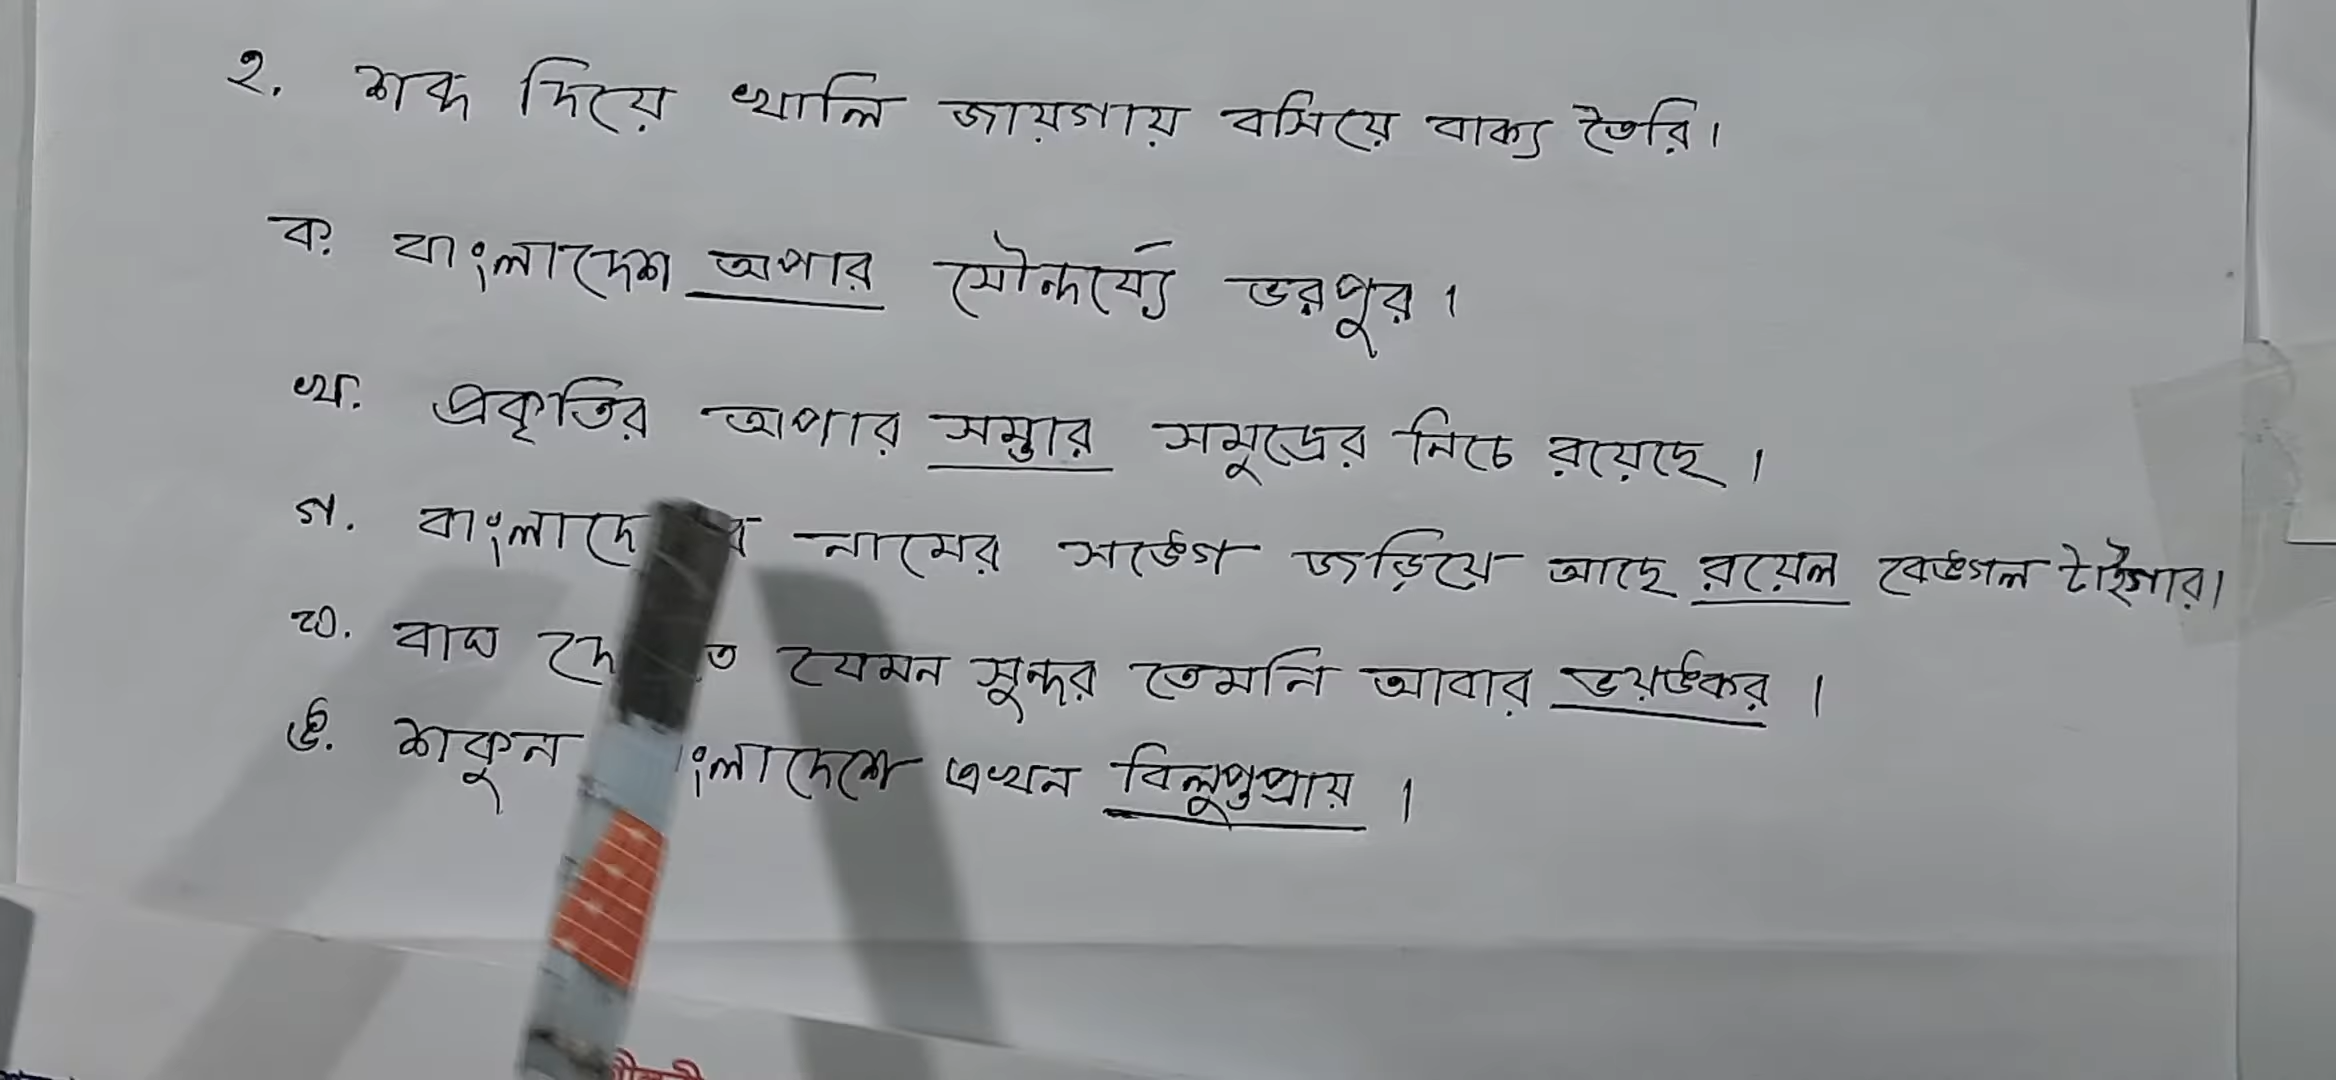 ২. শব্দ দিয়ে খালি জায়গায় বসিয়ে বাক্য তৈরি।
ক. বাংলাদেশ অপার সৌন্দর্য্যে ভরপুর।
খ. প্রকৃতির অপার সম্ভার সমুদ্রের নিচে রয়েছে।
গ. নামের সঙ্গে জড়িয়ে আছে রয়েল বেঙ্গল টাইগার।
ঘ. বাঘ যেমন সুন্দর তেমনি আবার ভয়ঙ্কর।
ঙ. শকুন এখন বিলুপ্তপ্রায়।